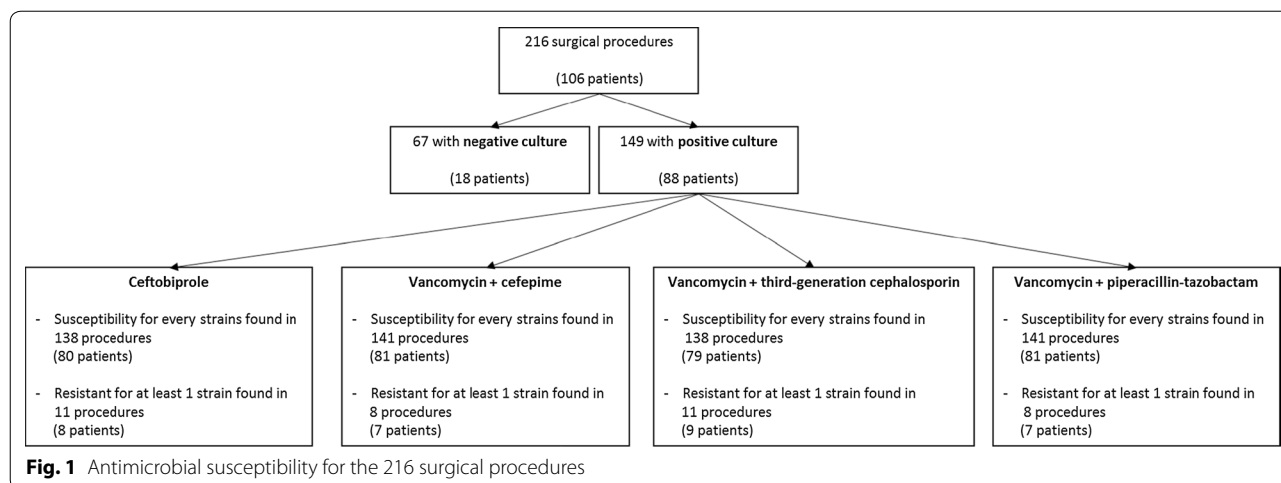 216 surgical procedures
(106 patients)
67 with negative culture
(18 patients)
149 with positive culture
(88 patients)
Ceftobiprole
- Susceptibility for every strains found in
138 procedures
(80 patients)
- Resistant for at least 1 strain found in
11 procedures
(8 patients)
Vancomycin + cefepime
- Susceptibility for every strains found in
141 procedures
(81 patients)
- Resistant for at least 1 strain found in
8 procedures
(7 patients)
Vancomycin + third-generation cephalosporin
- Susceptibility for every strains found in
138 procedures
(79 patients)
- Resistant for at least 1 strain found in
11 procedures
(9 patients)
Vancomycin + piperacillin-tazobactam
- Susceptibility for every strains found in
141 procedures
(81 patients)
- Resistant for at least 1 strain found in
8 procedures
(7 patients)
Fig. 1 Antimicrobial susceptibility for the 216 surgical procedures